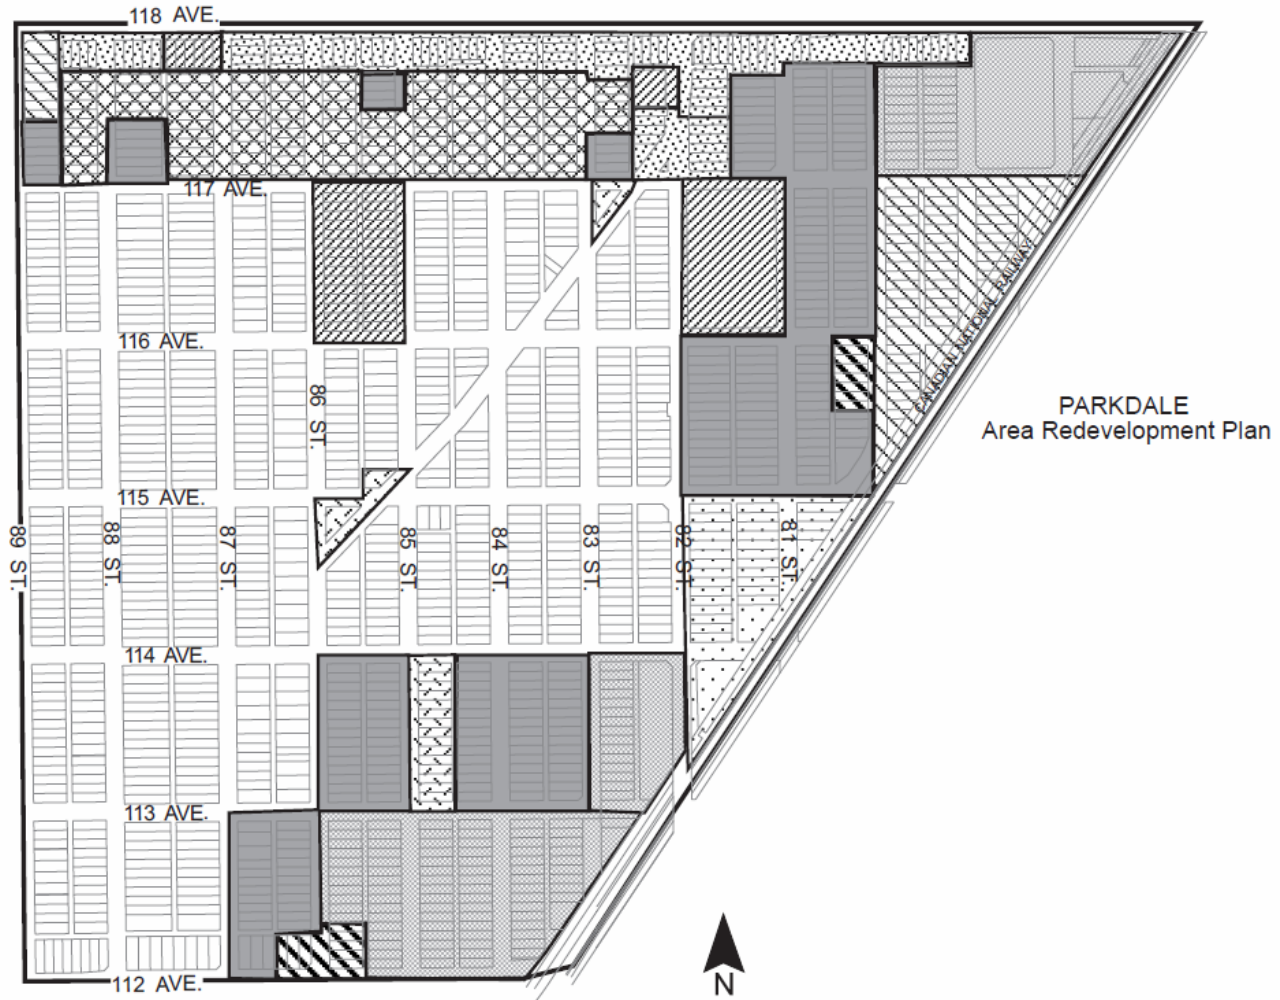 118 AVE.
117 AVE.
116 AVE.
CANADIAN NATIONAL RAILWAY
86 ST.
PARKDALE
Area Redevelopment Plan
115 AVE.
89 ST.
88 ST.
87 ST.
85 ST.
84 ST.
83 ST.
82 ST.
81 ST.
114 AVE.
113 AVE.
112 AVE.
N